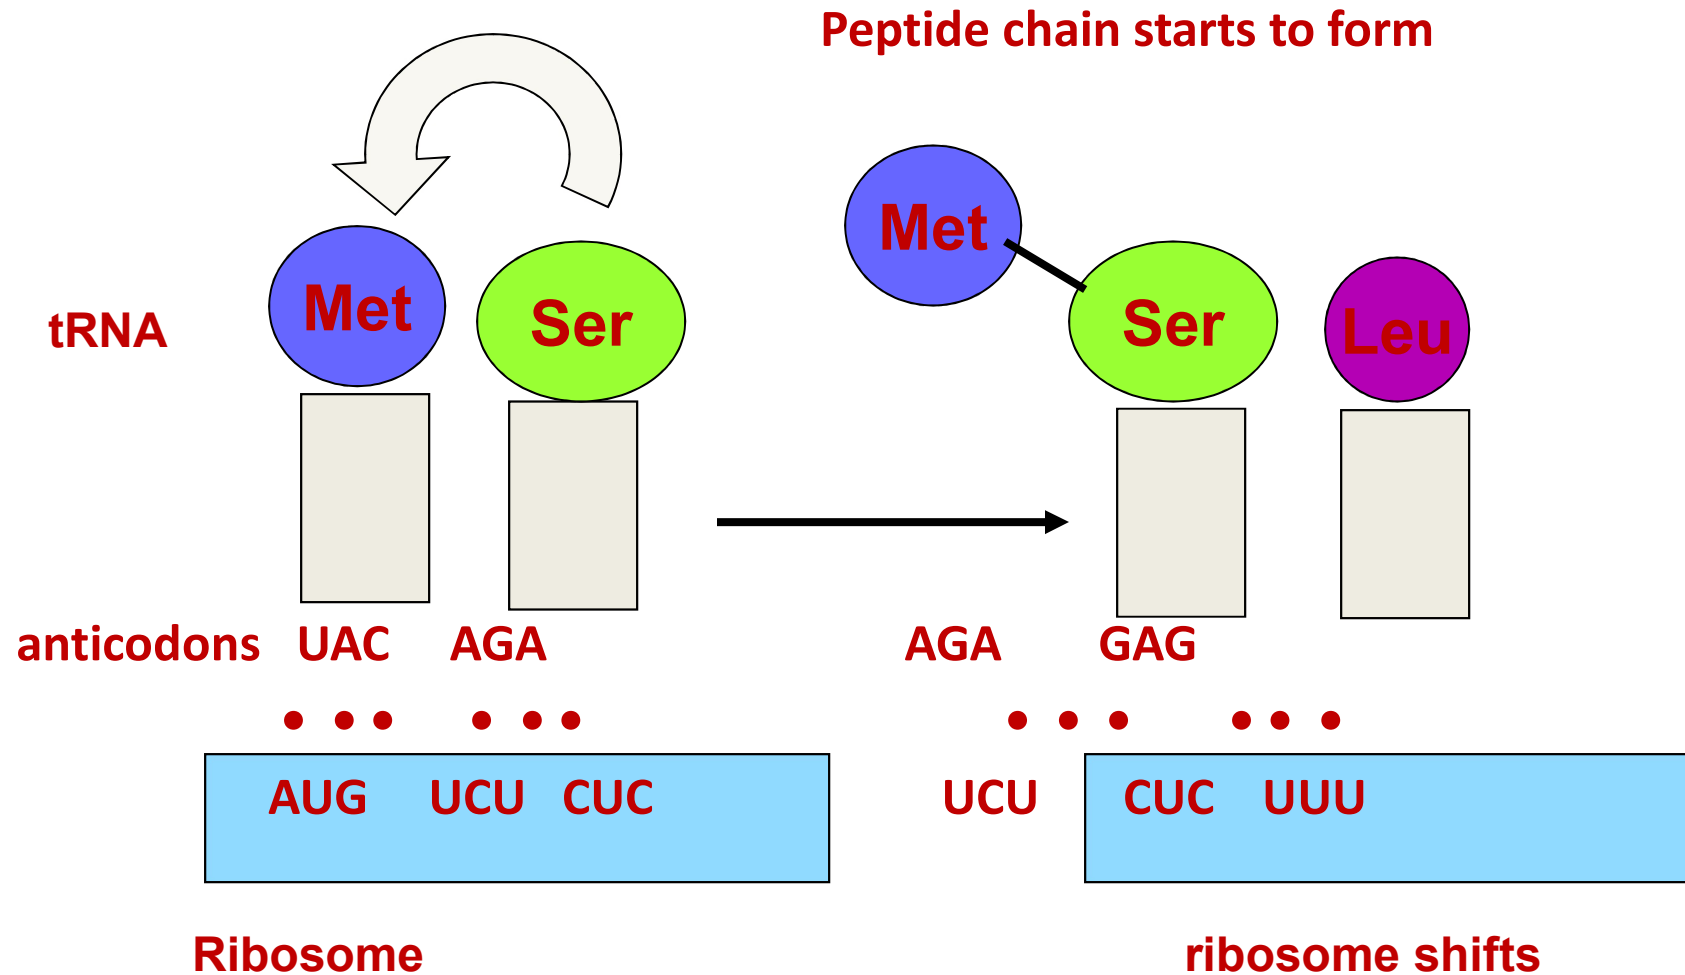 Peptide chain starts to form
Met
Met Ser
tRNA Ser Leu
anticodons UAC AGA AGA GAG
AUG UCU CUC UCU CUC UUU
Ribosome ribosome shifts